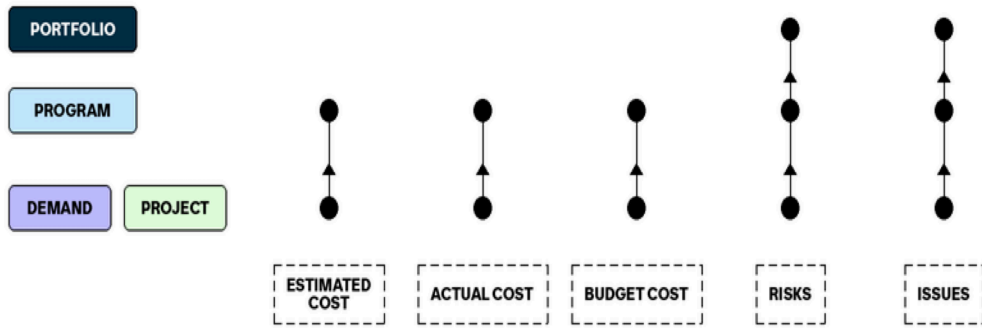 PORTFOLIO
PROGRAM
DEMAND
PROJECT
ESTIMATED
COST
ACTUAL COST
BUDGET COST
RISKS
ISSUES